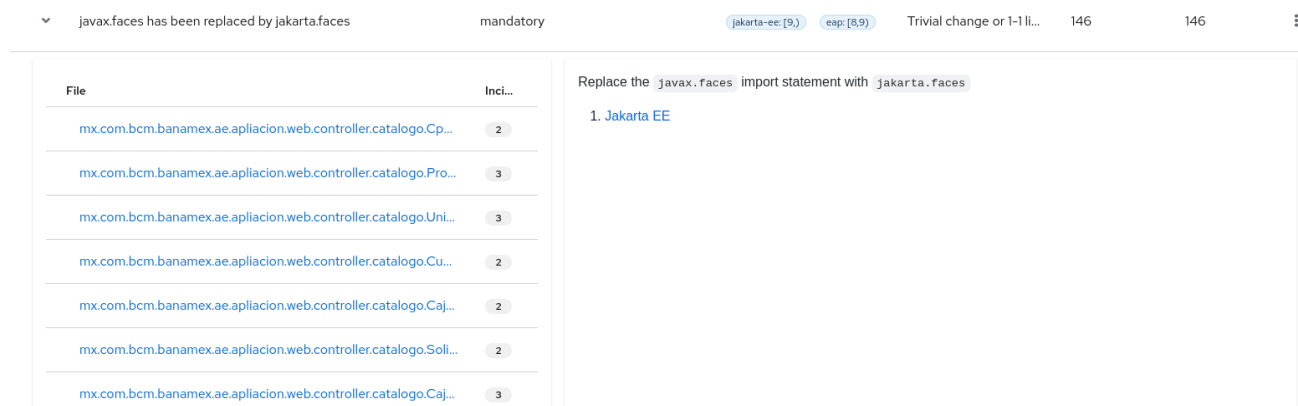 javax.faces has been replaced by jakarta.faces mandatory jakarta-ee: [9,) eap: [8,9) Trivial change or 1-1 li... 146 146
File Inci...
mx.com.bcm.banamex.ae.apliacion.web.controller.catalogo.Cp... 2
mx.com.bcm.banamex.ae.apliacion.web.controller.catalogo.Pro... 3
mx.com.bcm.banamex.ae.apliacion.web.controller.catalogo.Uni... 3
mx.com.bcm.banamex.ae.apliacion.web.controller.catalogo.Cu... 2
mx.com.bcm.banamex.ae.apliacion.web.controller.catalogo.Caj... 2
mx.com.bcm.banamex.ae.apliacion.web.controller.catalogo.Soli... 2
mx.com.bcm.banamex.ae.apliacion.web.controller.catalogo.Caj... 3
Replace the javax.faces import statement with jakarta.faces
1. Jakarta EE